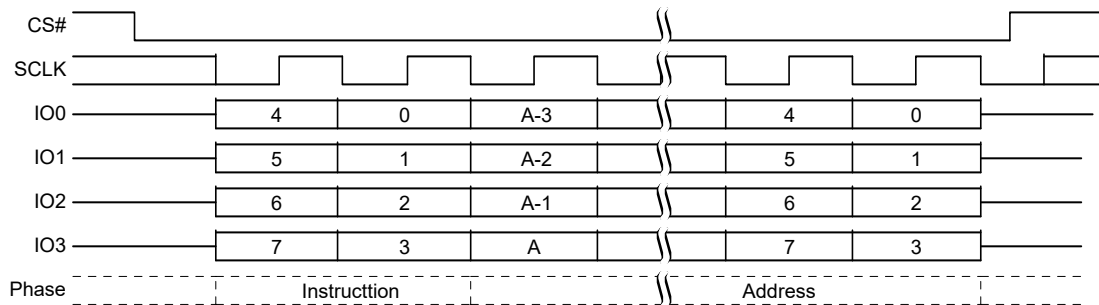 CS#
SCLK
IO0 4 0 A-3 4 0
IO1 5 1 A-2 5 1
IO2 6 2 A-1 6 2
IO3 7 3 A 7 3
Phase Instructtion Address